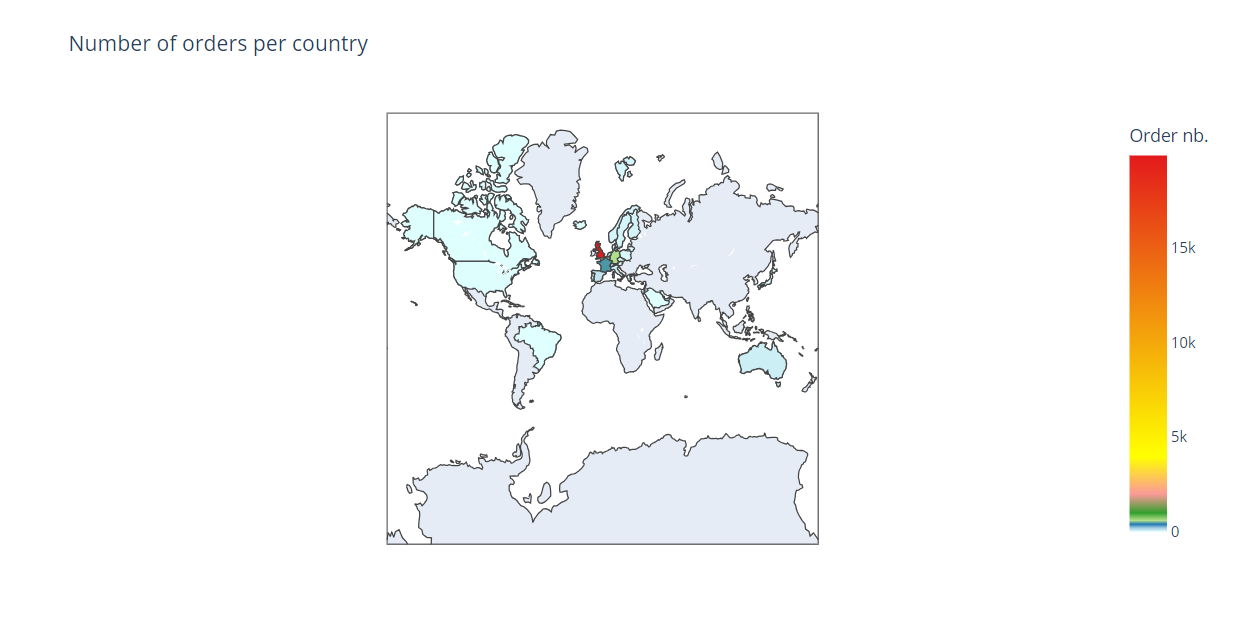 Number of orders per country
Order nb.
15k
10k
5k
0